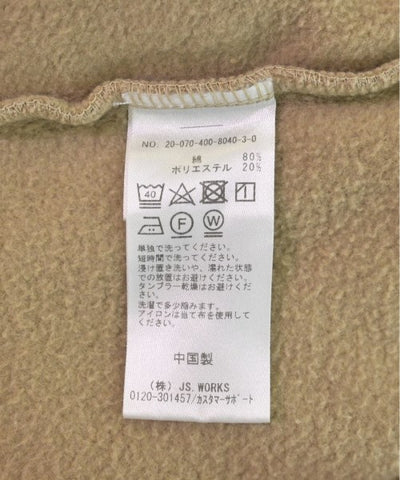 NO. 20-070-400-8040-3-0
綿 80%
ポリエステル 20%
40
F W
単独で洗ってください。
短時間で洗ってください。
浸け置き洗いや、濡れた状態
での放置はお避けください。
タンブラー乾燥はお避けくださ
い。
洗濯で多少縮みます。
アイロンは当て布を使用して
ください。
中国製
(株) JS.WORKS
0120-301457/カスタマーサポート